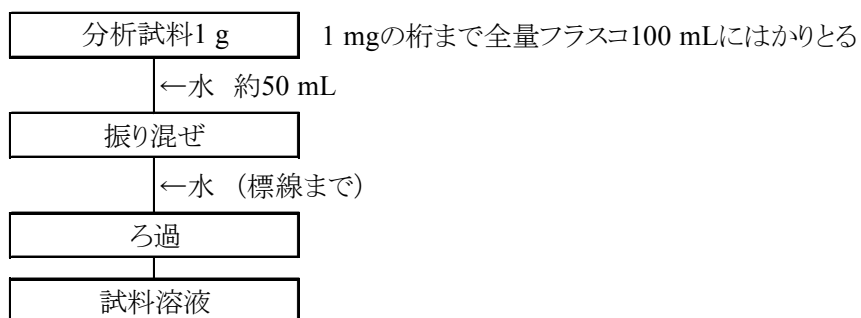 分析試料1 g　1 mgの桁まで全量フラスコ100 mLにはかりとる
←水　約50 mL
振り混ぜ
←水　（標線まで）
ろ過
試料溶液